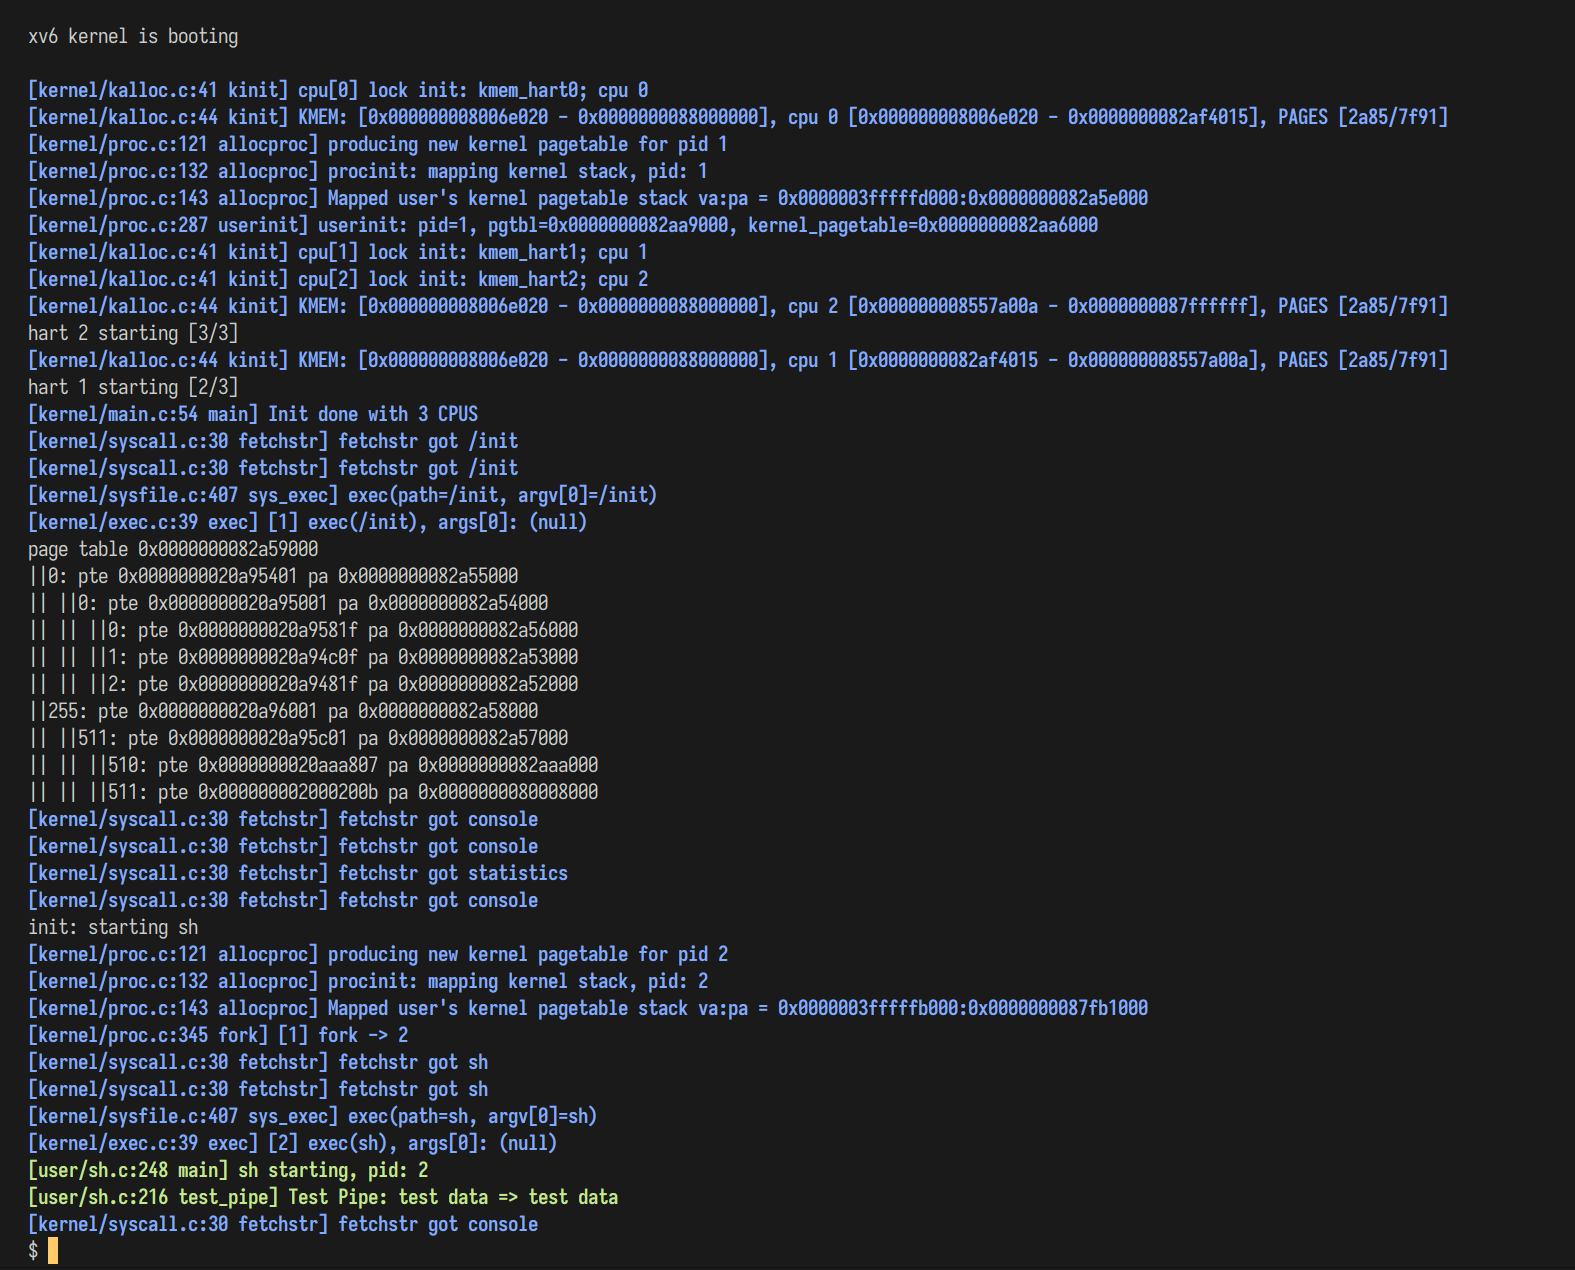 xv6 kernel is booting
[kernel/kalloc.c:41 kinit] cpu[0] lock init: kmem_hart0; cpu 0
[kernel/kalloc.c:44 kinit] KMEM: [0x000000008006e020 - 0x0000000088000000], cpu 0 [0x000000008006e020 - 0x0000000082af4015], PAGES [2a85/7f91]
[kernel/proc.c:121 allocproc] producing new kernel pagetable for pid 1
[kernel/proc.c:132 allocproc] procinit: mapping kernel stack, pid: 1
[kernel/proc.c:143 allocproc] Mapped user's kernel pagetable stack va:pa = 0x0000003fffffd000:0x0000000082a5e000
[kernel/proc.c:287 userinit] userinit: pid=1, pgtbl=0x0000000082aa9000, kernel_pagetable=0x0000000082aa6000
[kernel/kalloc.c:41 kinit] cpu[1] lock init: kmem_hart1; cpu 1
[kernel/kalloc.c:41 kinit] cpu[2] lock init: kmem_hart2; cpu 2
[kernel/kalloc.c:44 kinit] KMEM: [0x000000008006e020 - 0x0000000088000000], cpu 2 [0x000000008557a00a - 0x0000000087ffffff], PAGES [2a85/7f91]
hart 2 starting [3/3]
[kernel/kalloc.c:44 kinit] KMEM: [0x000000008006e020 - 0x0000000088000000], cpu 1 [0x0000000082af4015 - 0x000000008557a00a], PAGES [2a85/7f91]
hart 1 starting [2/3]
[kernel/main.c:54 main] Init done with 3 CPUS
[kernel/syscall.c:30 fetchstr] fetchstr got /init
[kernel/syscall.c:30 fetchstr] fetchstr got /init
[kernel/sysfile.c:407 sys_exec] exec(path=/init, argv[0]=/init)
[kernel/exec.c:39 exec] [1] exec(/init), args[0]: (null)
page table 0x0000000082a59000
||0: pte 0x0000000020a95401 pa 0x0000000082a55000
|| ||0: pte 0x0000000020a95001 pa 0x0000000082a54000
|| || ||0: pte 0x0000000020a9581f pa 0x0000000082a56000
|| || ||1: pte 0x0000000020a94c0f pa 0x0000000082a53000
|| || ||2: pte 0x0000000020a9481f pa 0x0000000082a52000
||255: pte 0x0000000020a96001 pa 0x0000000082a58000
|| ||511: pte 0x0000000020a95c01 pa 0x0000000082a57000
|| || ||510: pte 0x0000000020aaa807 pa 0x0000000082aaa000
|| || ||511: pte 0x000000002000200b pa 0x0000000080008000
[kernel/syscall.c:30 fetchstr] fetchstr got console
[kernel/syscall.c:30 fetchstr] fetchstr got console
[kernel/syscall.c:30 fetchstr] fetchstr got statistics
[kernel/syscall.c:30 fetchstr] fetchstr got console
init: starting sh
[kernel/proc.c:121 allocproc] producing new kernel pagetable for pid 2
[kernel/proc.c:132 allocproc] procinit: mapping kernel stack, pid: 2
[kernel/proc.c:143 allocproc] Mapped user's kernel pagetable stack va:pa = 0x0000003fffffb000:0x0000000087fb1000
[kernel/proc.c:345 fork] [1] fork -> 2
[kernel/syscall.c:30 fetchstr] fetchstr got sh
[kernel/syscall.c:30 fetchstr] fetchstr got sh
[kernel/sysfile.c:407 sys_exec] exec(path=sh, argv[0]=sh)
[kernel/exec.c:39 exec] [2] exec(sh), args[0]: (null)
[user/sh.c:248 main] sh starting, pid: 2
[user/sh.c:216 test_pipe] Test Pipe: test data => test data
[kernel/syscall.c:30 fetchstr] fetchstr got console
$